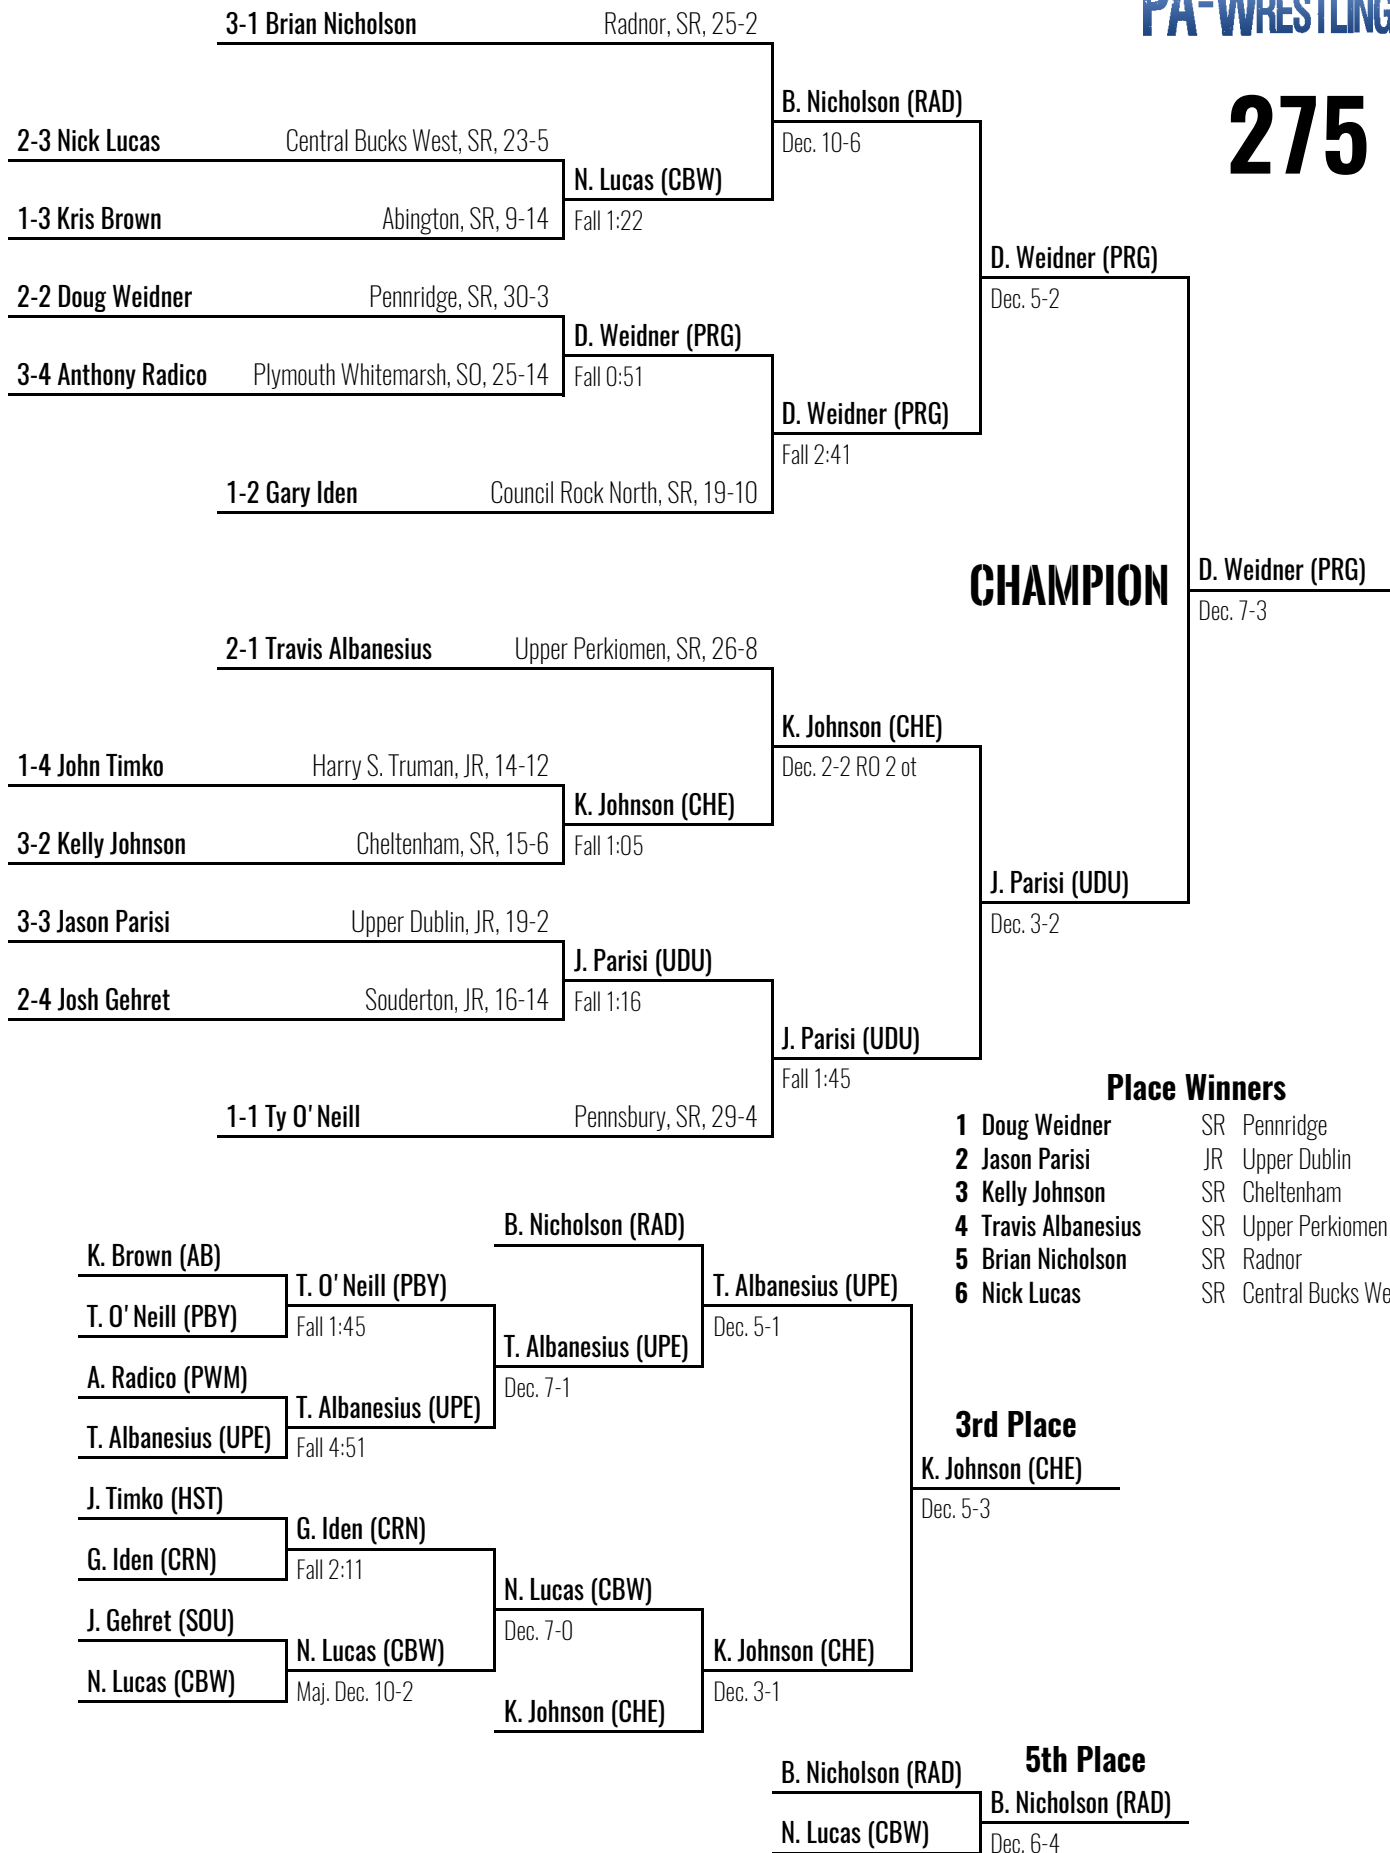 PA-WRESTLING
275
3-1 Brian Nicholson Radnor, SR, 25-2
B. Nicholson (RAD)
Dec. 10-6
2-3 Nick Lucas Central Bucks West, SR, 23-5
N. Lucas (CBW)
Fall 1:22
1-3 Kris Brown Abington, SR, 9-14
D. Weidner (PRG)
Dec. 5-2
2-2 Doug Weidner Pennridge, SR, 30-3
D. Weidner (PRG)
Fall 0:51
3-4 Anthony Radico Plymouth Whitemarsh, SO, 25-14
D. Weidner (PRG)
Fall 2:41
1-2 Gary Iden Council Rock North, SR, 19-10
CHAMPION
D. Weidner (PRG)
Dec. 7-3
2-1 Travis Albanesius Upper Perkiomen, SR, 26-8
K. Johnson (CHE)
Dec. 2-2 RO 2 ot
1-4 John Timko Harry S. Truman, JR, 14-12
K. Johnson (CHE)
Fall 1:05
3-2 Kelly Johnson Cheltenham, SR, 15-6
J. Parisi (UDU)
Dec. 3-2
3-3 Jason Parisi Upper Dublin, JR, 19-2
J. Parisi (UDU)
Fall 1:16
2-4 Josh Gehret Souderton, JR, 16-14
J. Parisi (UDU)
Fall 1:45
1-1 Ty O'Neill Pennsbury, SR, 29-4
Place Winners
1 Doug Weidner SR Pennridge
2 Jason Parisi JR Upper Dublin
3 Kelly Johnson SR Cheltenham
4 Travis Albanesius SR Upper Perkiomen
5 Brian Nicholson SR Radnor
6 Nick Lucas SR Central Bucks We
B. Nicholson (RAD)
K. Brown (AB)
T. O'Neill (PBY)
Fall 1:45
T. O'Neill (PBY)
T. Albanesius (UPE)
Dec. 5-1
T. Albanesius (UPE)
Dec. 7-1
A. Radico (PWM)
T. Albanesius (UPE)
Fall 4:51
T. Albanesius (UPE)
3rd Place
K. Johnson (CHE)
Dec. 5-3
J. Timko (HST)
G. Iden (CRN)
Fall 2:11
G. Iden (CRN)
N. Lucas (CBW)
Dec. 7-0
J. Gehret (SOU)
N. Lucas (CBW)
Maj. Dec. 10-2
N. Lucas (CBW)
K. Johnson (CHE)
Dec. 3-1
K. Johnson (CHE)
5th Place
B. Nicholson (RAD)
B. Nicholson (RAD)
Dec. 6-4
N. Lucas (CBW)